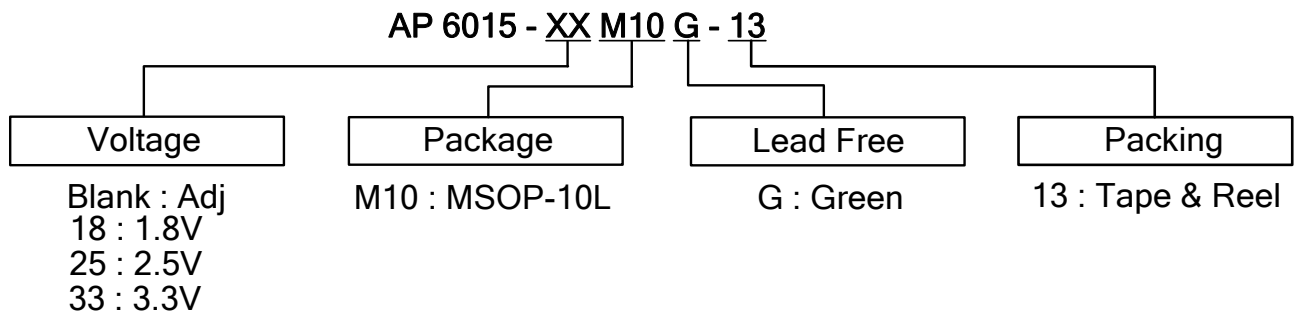 AP 6015 - XX M10 G - 13
Voltage
Package
Lead Free
Packing
Blank : Adj
18 : 1.8V
25 : 2.5V
33 : 3.3V
M10 : MSOP-10L
G : Green
13 : Tape & Reel